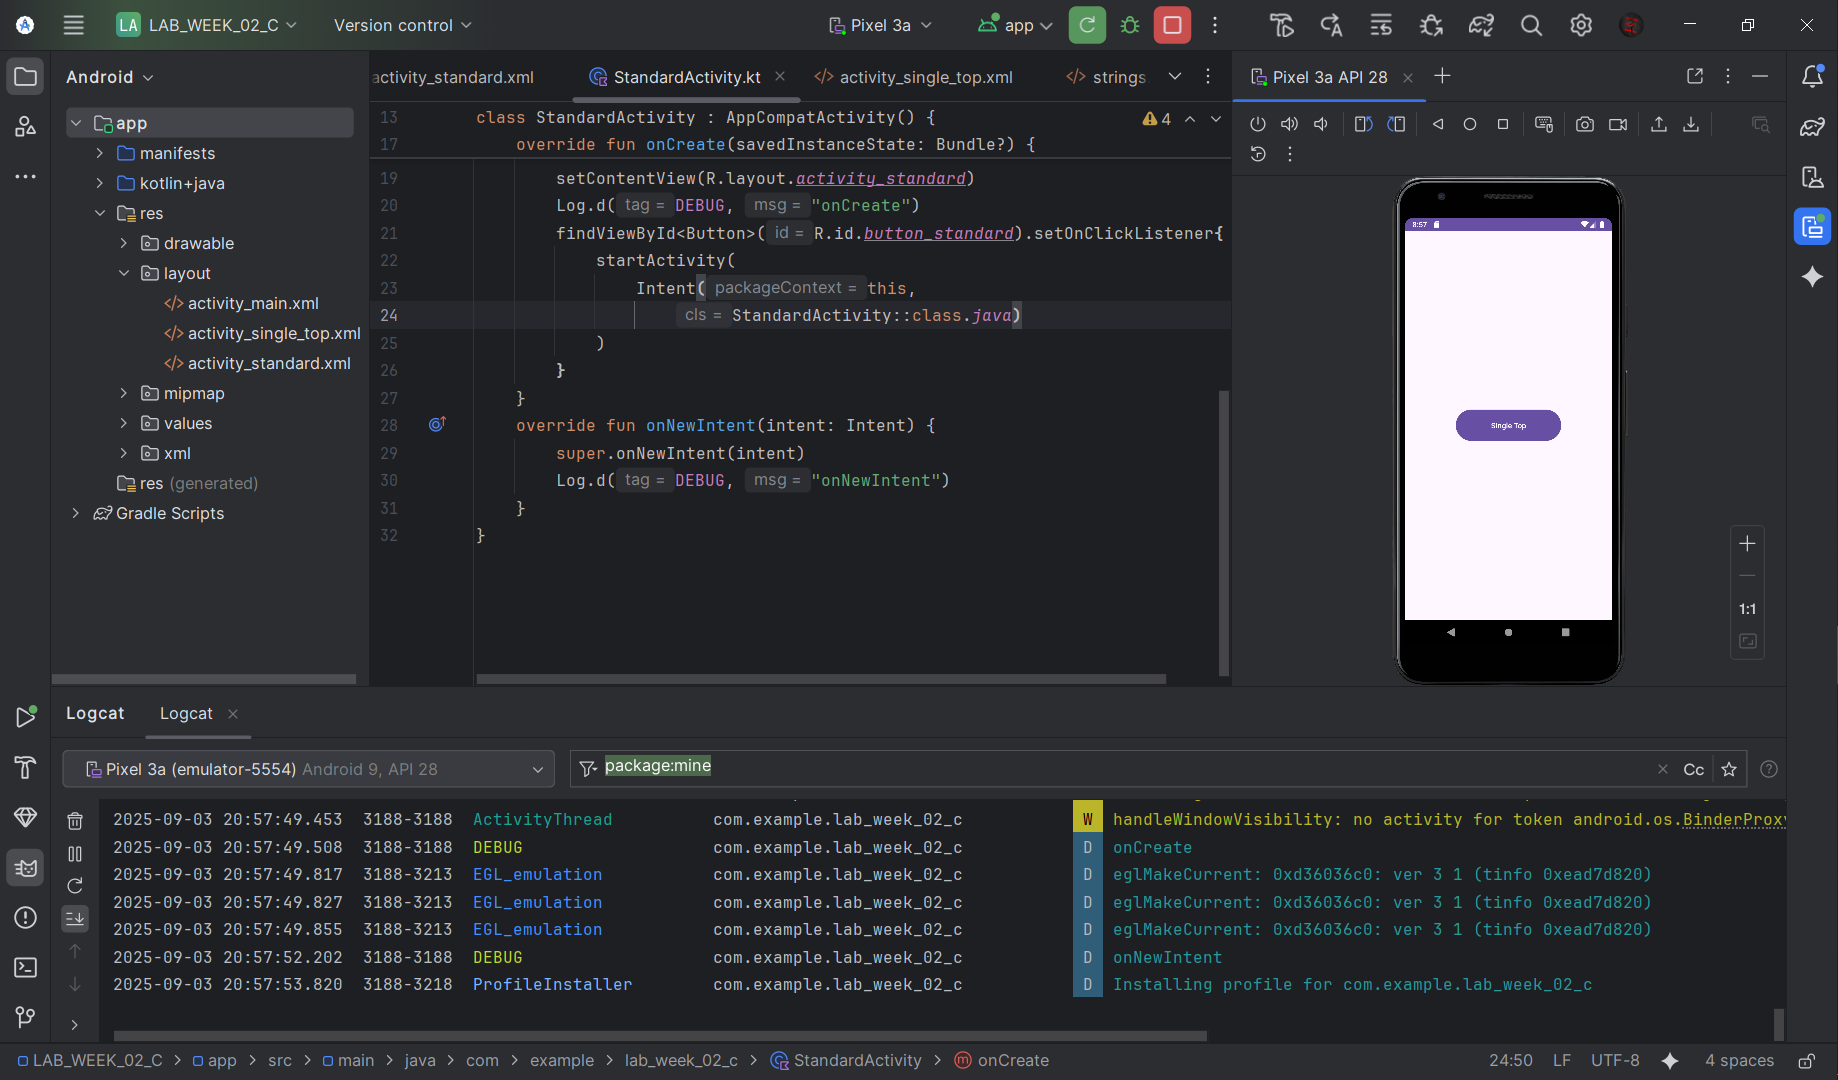 LA LAB_WEEK_02_C Version control Pixel 3a app
Android
app
manifests
kotlin+java
res
drawable
layout
activity_main.xml
activity_single_top.xml
activity_standard.xml
mipmap
values
xml
res (generated)
Gradle Scripts
activity_standard.xml StandardActivity.kt activity_single_top.xml strings
4
13 class StandardActivity : AppCompatActivity() {
17 override fun onCreate(savedInstanceState: Bundle?) {
19 setContentView(R.layout.activity_standard)
20 Log.d( tag = DEBUG, msg = "onCreate")
21 findViewById<Button>( id = R.id.button_standard).setOnClickListener{
22 startActivity(
23 Intent( packageContext = this,
24 cls = StandardActivity::class.java)
25 )
26 }
27 }
28 override fun onNewIntent(intent: Intent) {
29 super.onNewIntent(intent)
30 Log.d( tag = DEBUG, msg = "onNewIntent")
31 }
32 }
Pixel 3a API 28
8:57
Single Top
1:1
Logcat Logcat
Pixel 3a (emulator-5554) Android 9, API 28 package:mine Cc
2025-09-03 20:57:49.453 3188-3188 ActivityThread com.example.lab_week_02_c W handleWindowVisibility: no activity for token android.os.BinderProxy
2025-09-03 20:57:49.508 3188-3188 DEBUG com.example.lab_week_02_c D onCreate
2025-09-03 20:57:49.817 3188-3213 EGL_emulation com.example.lab_week_02_c D eglMakeCurrent: 0xd36036c0: ver 3 1 (tinfo 0xead7d820)
2025-09-03 20:57:49.827 3188-3213 EGL_emulation com.example.lab_week_02_c D eglMakeCurrent: 0xd36036c0: ver 3 1 (tinfo 0xead7d820)
2025-09-03 20:57:49.855 3188-3213 EGL_emulation com.example.lab_week_02_c D eglMakeCurrent: 0xd36036c0: ver 3 1 (tinfo 0xead7d820)
2025-09-03 20:57:52.202 3188-3188 DEBUG com.example.lab_week_02_c D onNewIntent
2025-09-03 20:57:53.820 3188-3218 ProfileInstaller com.example.lab_week_02_c D Installing profile for com.example.lab_week_02_c
LAB_WEEK_02_C > app > src > main > java > com > example > lab_week_02_c > StandardActivity > onCreate 24:50 LF UTF-8 4 spaces